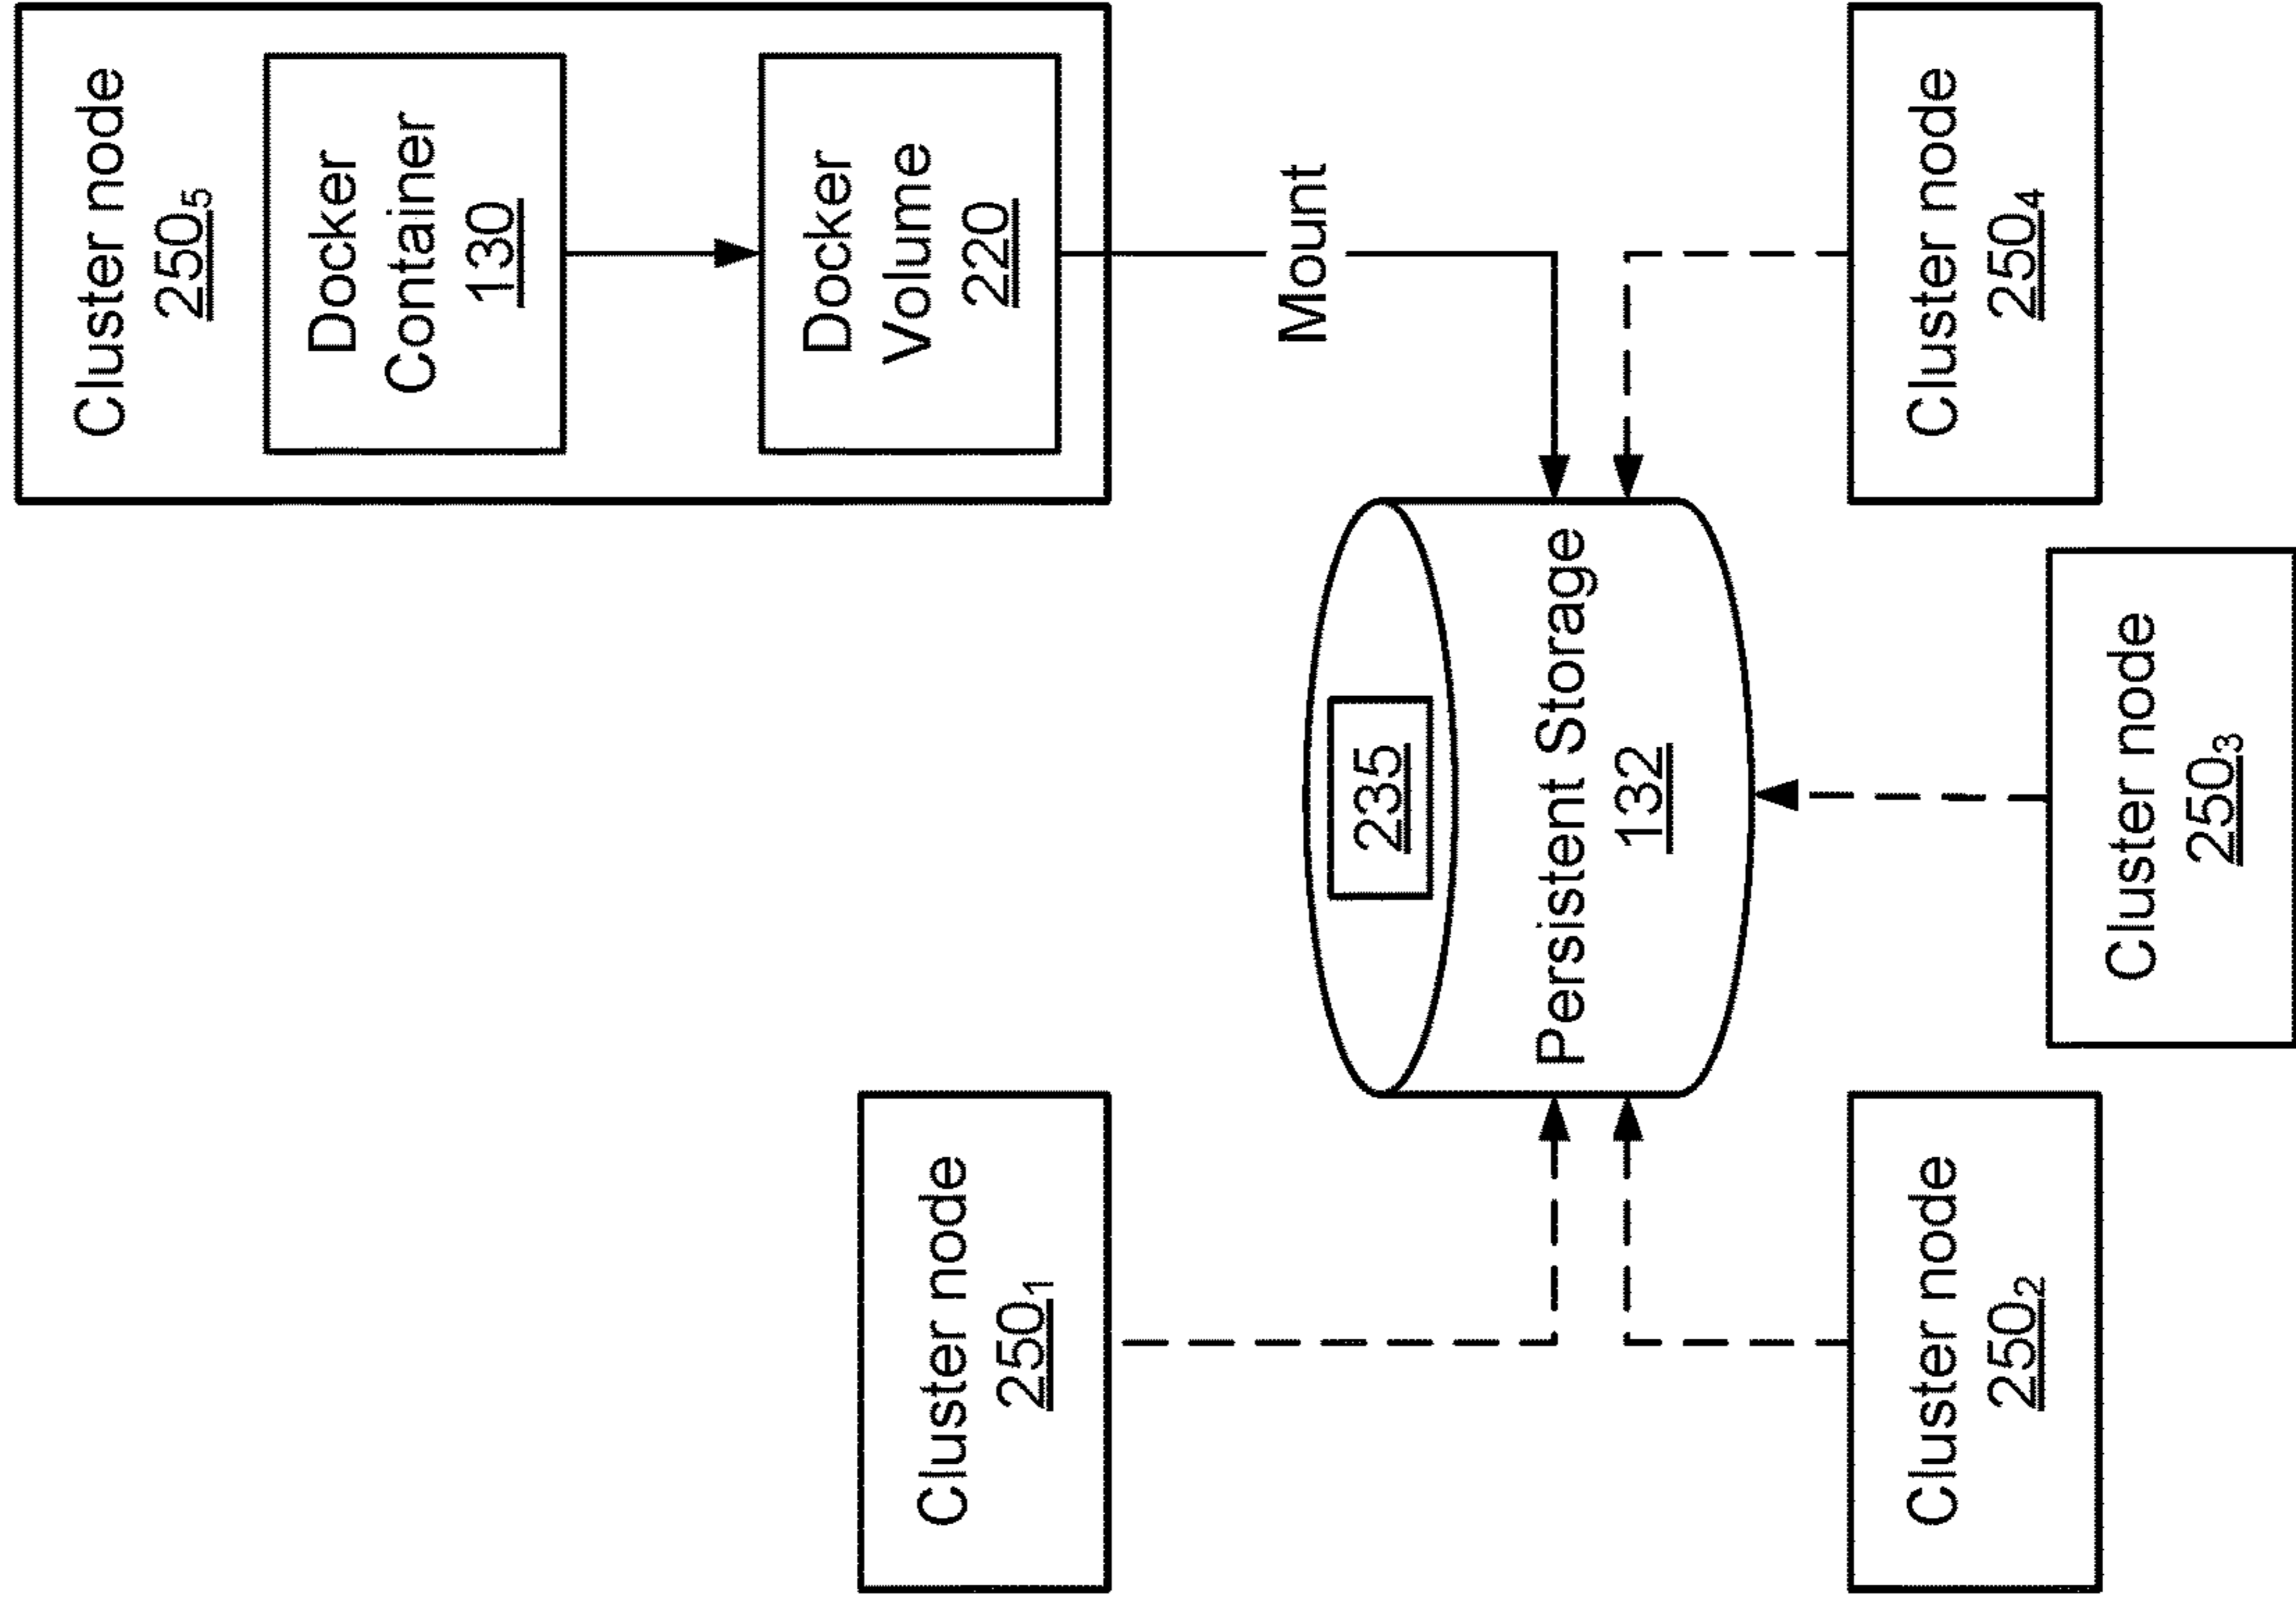 Cluster node
250₅
Docker
Container
130
Docker
Volume
220
Mount
Cluster node
250₁
235
Persistent Storage
132
Cluster node
250₂
Cluster node
250₃
Cluster node
250₄